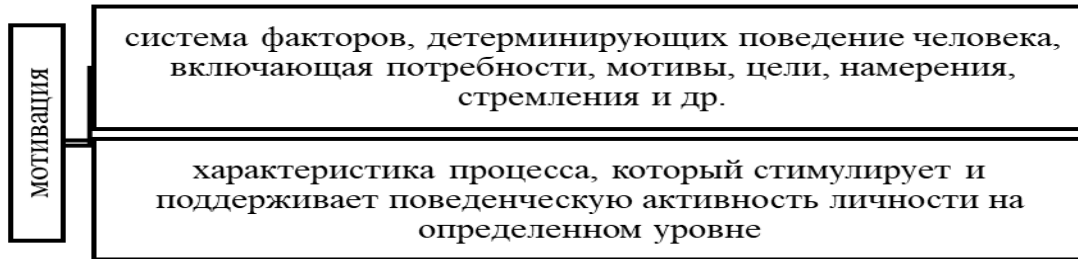 мотивация
система факторов, детерминирующих поведение человека,
включающая потребности, мотивы, цели, намерения,
стремления и др.
характеристика процесса, который стимулирует и
поддерживает поведенческую активность личности на
определенном уровне